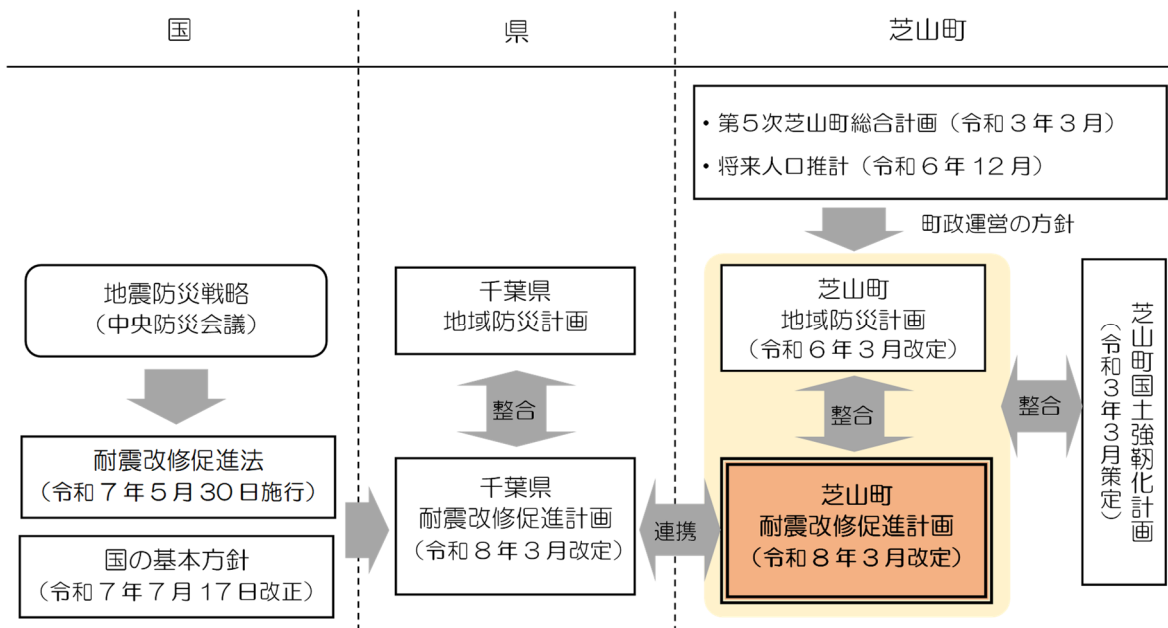 国
県
芝山町
・第５次芝山町総合計画（令和３年３月）
・将来人口推計（令和６年12月）
町政運営の方針
地震防災戦略
（中央防災会議）
千葉県
地域防災計画
芝山町
地域防災計画
（令和６年３月改定）
芝山町国土強靭化計画
（令和３年３月策定）
整合
整合
整合
耐震改修促進法
（令和７年５月30日施行）
国の基本方針
（令和７年７月17日改正）
千葉県
耐震改修促進計画
（令和８年３月改定）
連携
芝山町
耐震改修促進計画
（令和８年３月改定）